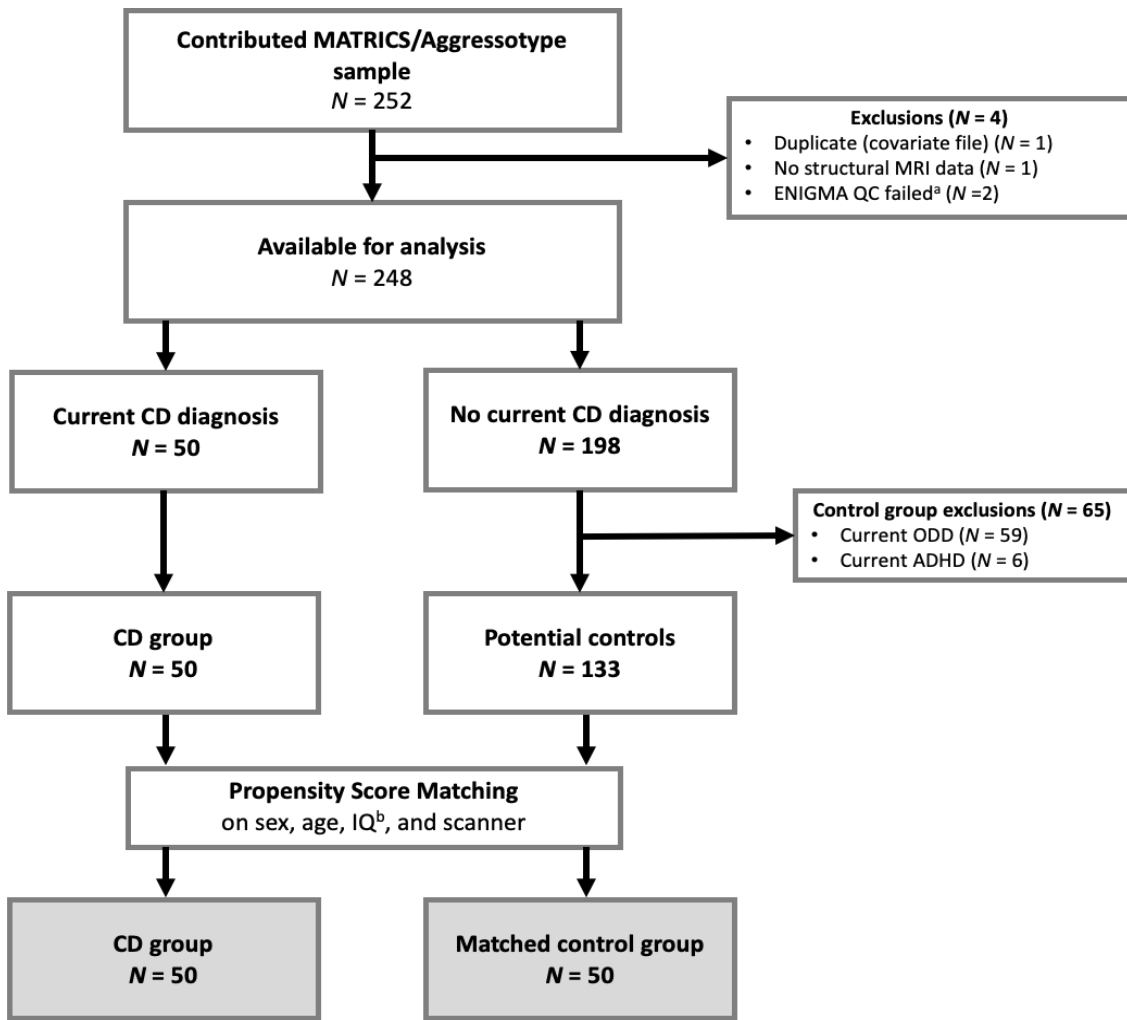 Contributed MATRICS/Aggressotype
sample
N = 252
Exclusions (N = 4)
• Duplicate (covariate file) (N = 1)
• No structural MRI data (N = 1)
• ENIGMA QC failedᵃ (N =2)
Available for analysis
N = 248
Current CD diagnosis
N = 50
No current CD diagnosis
N = 198
Control group exclusions (N = 65)
• Current ODD (N = 59)
• Current ADHD (N = 6)
CD group
N = 50
Potential controls
N = 133
Propensity Score Matching
on sex, age, IQᵇ, and scanner
CD group
N = 50
Matched control group
N = 50